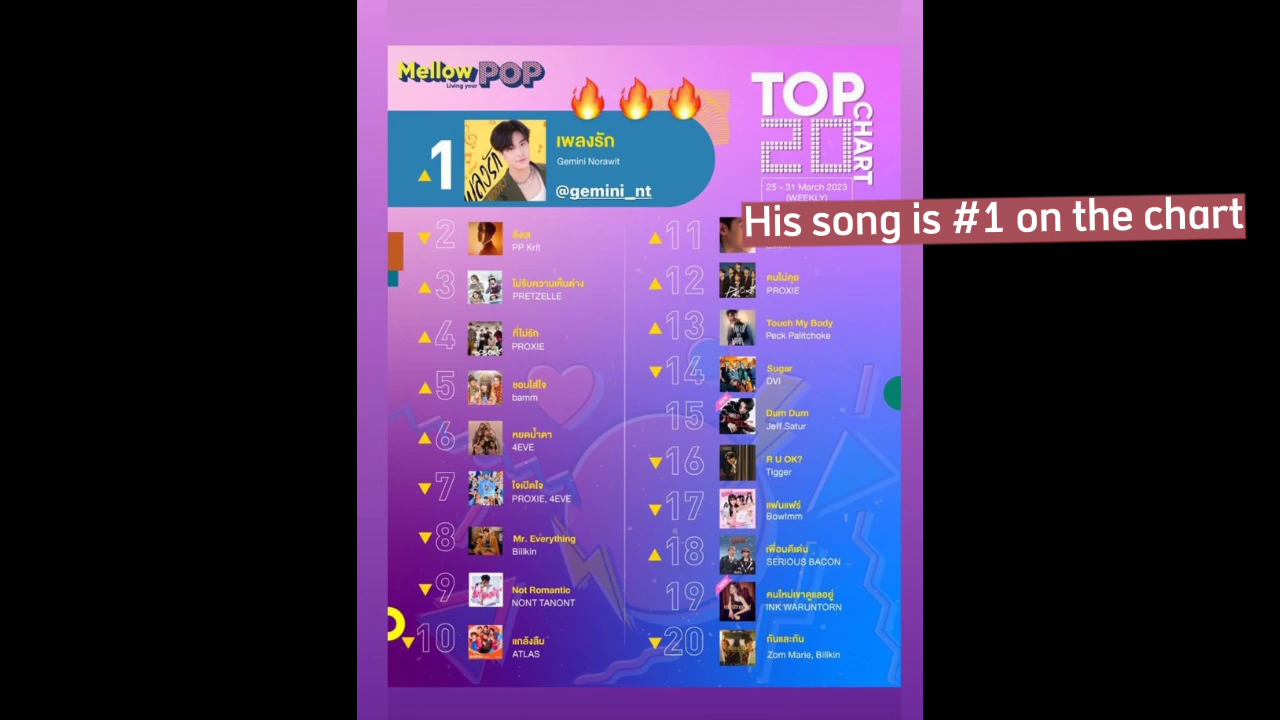 Mellow POP
Living your
TOP
20
CHART
25 - 31 March 2023
(WEEKLY)
1
เพลงรัก
Gemini Norawit
@gemini_nt
เพลงรัก
His song is #1 on the chart
2
PP Krit
3
ไม่รับความเห็นต่าง
PRETZELLE
4
ที่ไม่รัก
PROXIE
5
ชอบใส่ใจ
bamm
6
หยดน้ำตา
4EVE
7
ใจเปิดใจ
PROXIE, 4EVE
8
Mr. Everything
Billkin
9
Not Romantic
NONT TANONT
10
แกล้งลืม
ATLAS
11
12
คนไม่คุย
PROXIE
13
Touch My Body
Peck Palitchoke
14
Sugar
DVI
15
Dum Dum
Jeff Satur
16
R U OK?
Tigger
17
แฟนแฟร์
Bowlmm
18
เพื่อนดีเด่น
SERIOUS BACON
19
คนใหม่เขาดูแลอยู่
INK WARUNTORN
20
กันและกัน
Zom Marie, Billkin